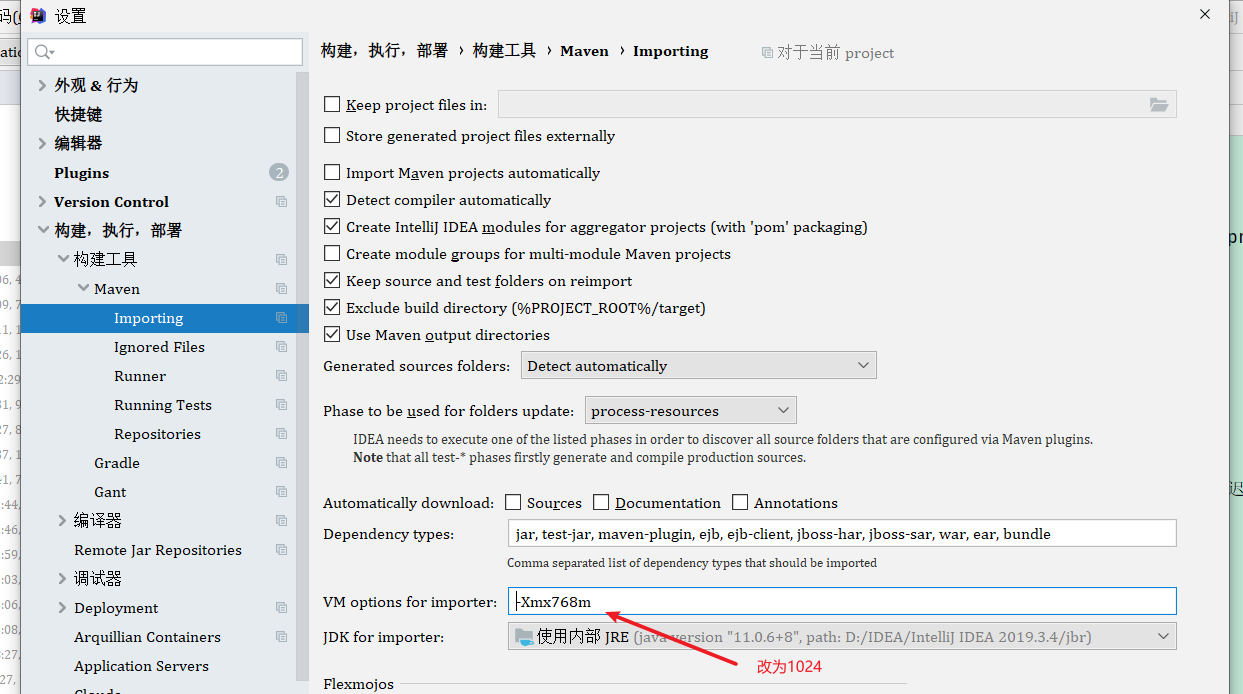 设置
外观 & 行为
快捷键
编辑器
Plugins 2
Version Control
构建，执行，部署
构建工具
Maven
Importing
Ignored Files
Runner
Running Tests
Repositories
Gradle
Gant
编译器
Remote Jar Repositories
调试器
Deployment
Arquillian Containers
Application Servers
Clouds
构建，执行，部署 › 构建工具 › Maven › Importing 对于当前 project
Keep project files in:
Store generated project files externally
Import Maven projects automatically
Detect compiler automatically
Create IntelliJ IDEA modules for aggregator projects (with 'pom' packaging)
Create module groups for multi-module Maven projects
Keep source and test folders on reimport
Exclude build directory (%PROJECT_ROOT%/target)
Use Maven output directories
Generated sources folders: Detect automatically
Phase to be used for folders update: process-resources
IDEA needs to execute one of the listed phases in order to discover all source folders that are configured via Maven plugins.
Note that all test-* phases firstly generate and compile production sources.
Automatically download: Sources Documentation Annotations
Dependency types: jar, test-jar, maven-plugin, ejb, ejb-client, jboss-har, jboss-sar, war, ear, bundle
Comma separated list of dependency types that should be imported
VM options for importer: -Xmx768m
JDK for importer: 使用内部 JRE (java version "11.0.6+8", path: D:/IDEA/IntelliJ IDEA 2019.3.4/jbr)
改为1024
Flexmojos